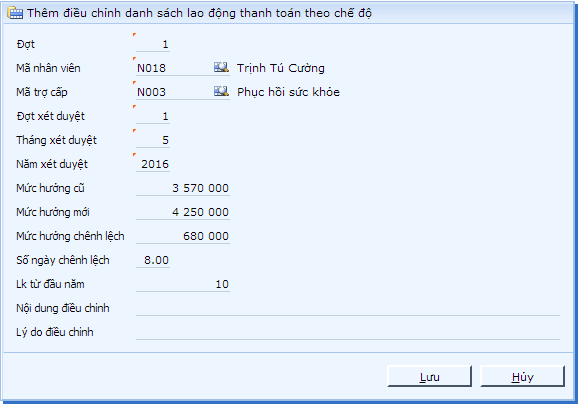 Thêm điều chỉnh danh sách lao động thanh toán theo chế độ
Đợt 1
Mã nhân viên N018 Trịnh Tú Cường
Mã trợ cấp N003 Phục hồi sức khỏe
Đợt xét duyệt 1
Tháng xét duyệt 5
Năm xét duyệt 2016
Mức hưởng cũ 3 570 000
Mức hưởng mới 4 250 000
Mức hưởng chênh lệch 680 000
Số ngày chênh lệch 8.00
Lk từ đầu năm 10
Nội dung điều chỉnh
Lý do điều chỉnh
Lưu Hủy